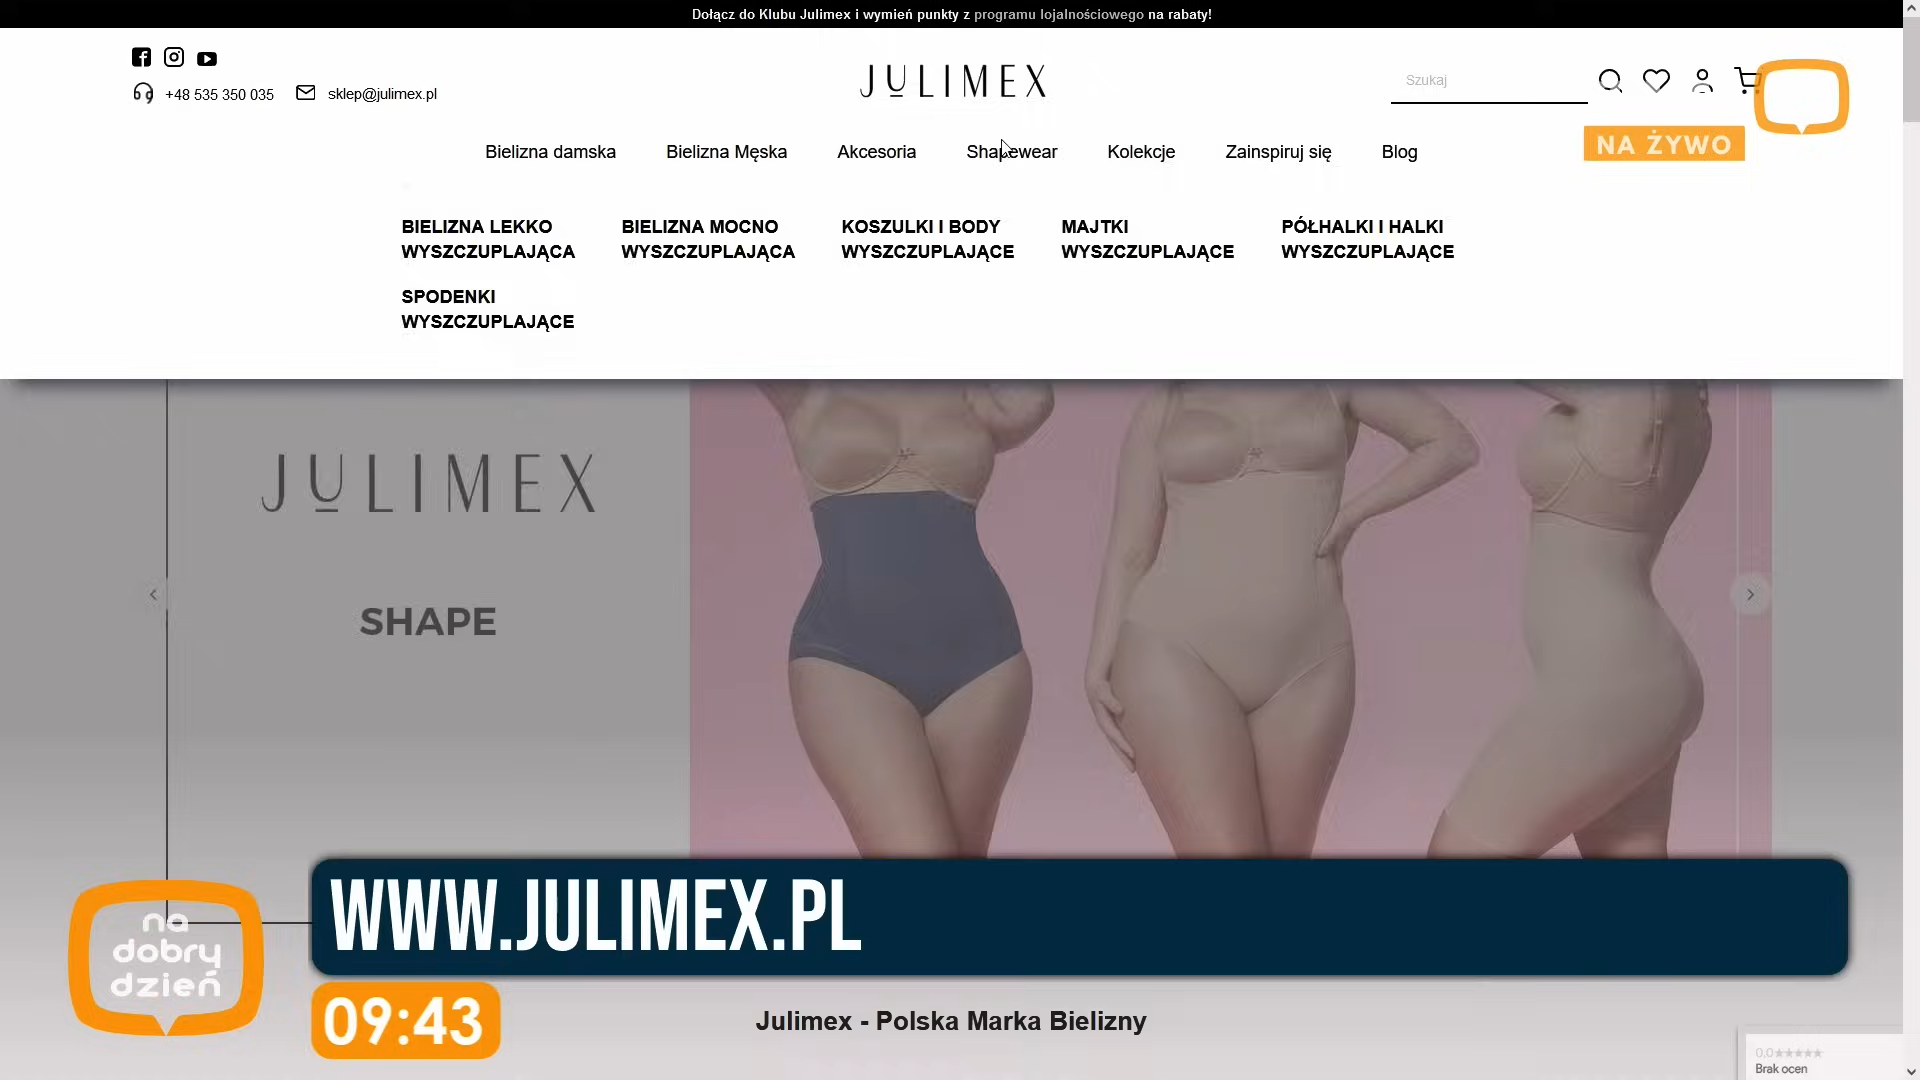 Dołącz do Klubu Julimex i wymień punkty z programu lojalnościowego na rabaty!
+48 535 350 035
sklep@julimex.pl
JULIMEX
Szukaj
NA ŻYWO
Bielizna damska
Bielizna Męska
Akcesoria
Shapewear
Kolekcje
Zainspiruj się
Blog
BIELIZNA LEKKO
WYSZCZUPLAJĄCA
BIELIZNA MOCNO
WYSZCZUPLAJĄCA
KOSZULKI I BODY
WYSZCZUPLAJĄCE
MAJTKI
WYSZCZUPLAJĄCE
PÓŁHALKI I HALKI
WYSZCZUPLAJĄCE
SPODENKI
WYSZCZUPLAJĄCE
JULIMEX
SHAPE
WWW.JULIMEX.PL
na
dobry
dzień
09:43
Julimex - Polska Marka Bielizny
0,0★★★★★
Brak ocen